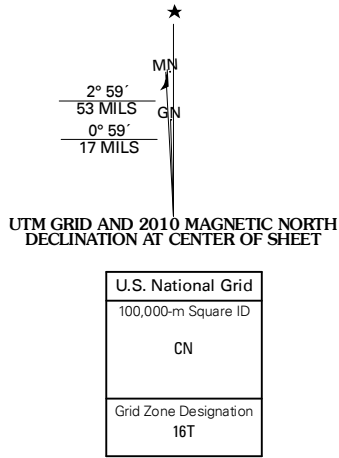 MN
2° 59´
53 MILS
GN
0° 59´
17 MILS
UTM GRID AND 2010 MAGNETIC NORTH
DECLINATION AT CENTER OF SHEET
U.S. National Grid
100,000-m Square ID
CN
Grid Zone Designation
16T